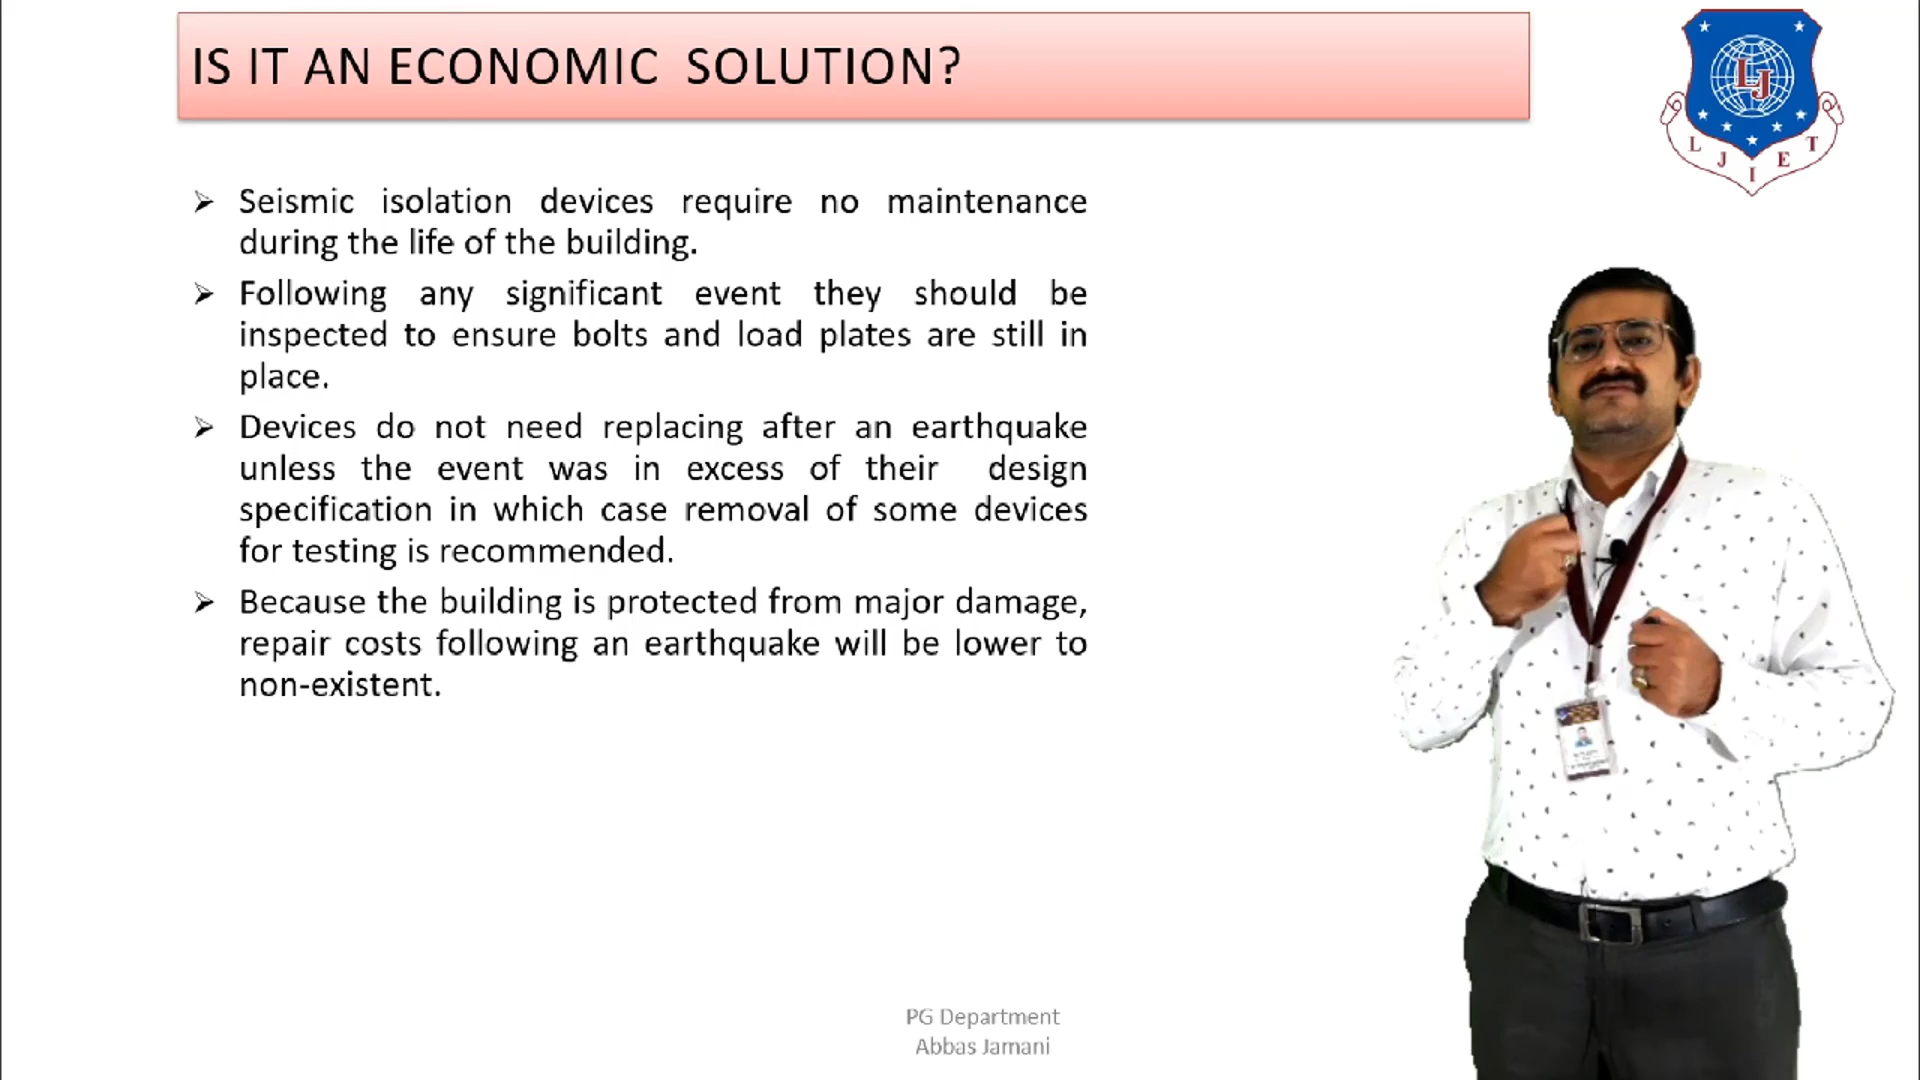 IS IT AN ECONOMIC SOLUTION?
LJ
L J I E T
➢ Seismic isolation devices require no maintenance
during the life of the building.
➢ Following any significant event they should be
inspected to ensure bolts and load plates are still in
place.
➢ Devices do not need replacing after an earthquake
unless the event was in excess of their design
specification in which case removal of some devices
for testing is recommended.
➢ Because the building is protected from major damage,
repair costs following an earthquake will be lower to
non-existent.
PG Department
Abbas Jamani